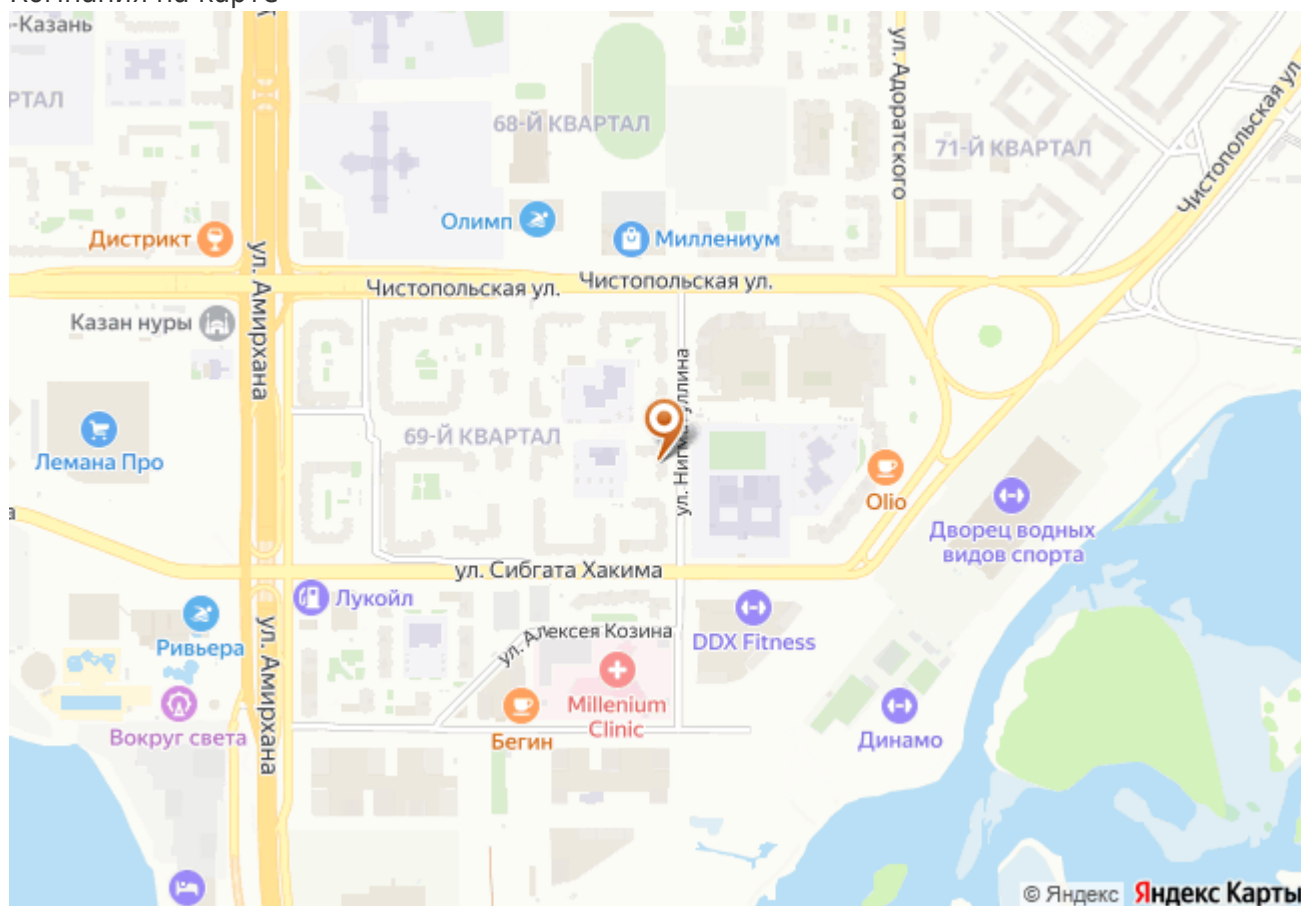 -Казань
РТАЛ
68-Й КВАРТАЛ
ул. Адоратского
71-Й КВАРТАЛ
Чистопольская ул.
Олимп
Миллениум
Дистрикт
ул. Амирхана
Чистопольская ул.
Чистопольская ул.
Казан нуры
69-Й КВАРТАЛ
Лемана Про
Olio
Дворец водных
видов спорта
ул. Сибгата Хакима
Лукойл
ул. Алексея Козина
DDX Fitness
Ривьера
ул. Амирхана
Millenium
Clinic
Вокруг света
Бегин
Динамо
© Яндекс Яндекс Карты